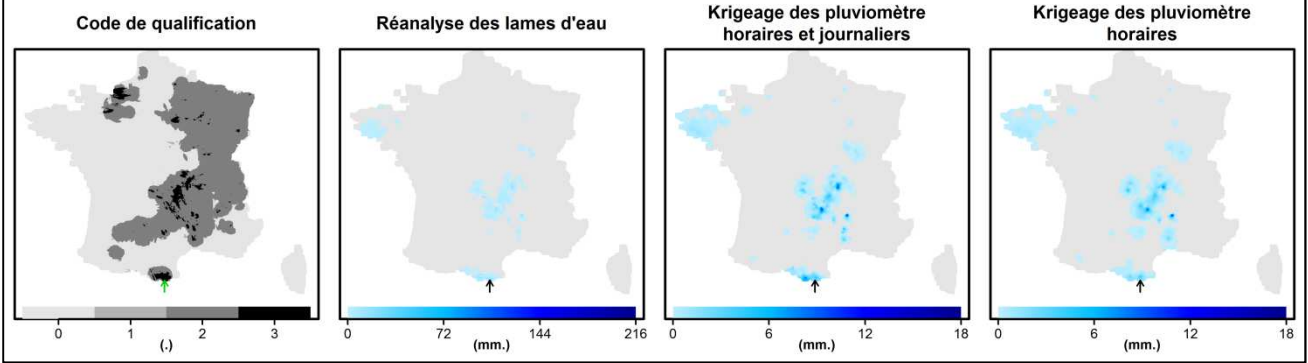 Code de qualification
Réanalyse des lames d'eau
Krigeage des pluviomètre
horaires et journaliers
Krigeage des pluviomètre
horaires
0 1 2 3
(.)
0 72 144 216
(mm.)
0 6 12 18
(mm.)
0 6 12 18
(mm.)